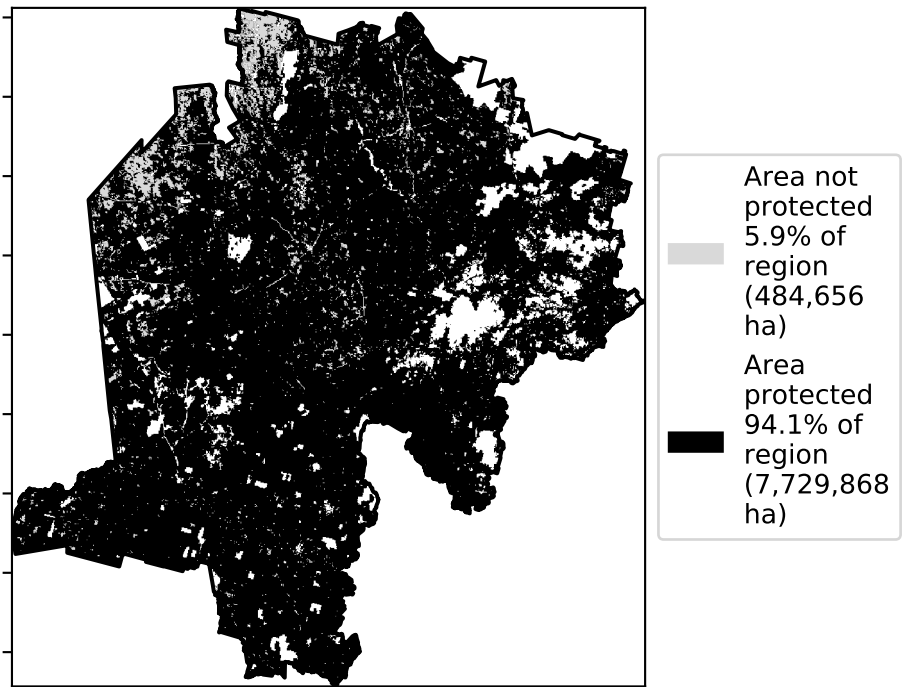 Area not
protected
5.9% of
region
(484,656
ha)
Area
protected
94.1% of
region
(7,729,868
ha)